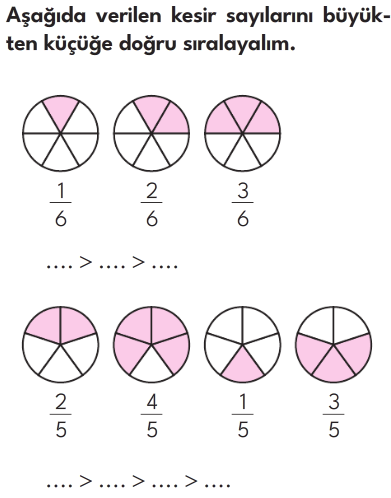 Aşağıda verilen kesir sayılarını büyük-
ten küçüğe doğru sıralayalım.
1/6 2/6 3/6
.... > .... > ....
2/5 4/5 1/5 3/5
.... > .... > .... > ....